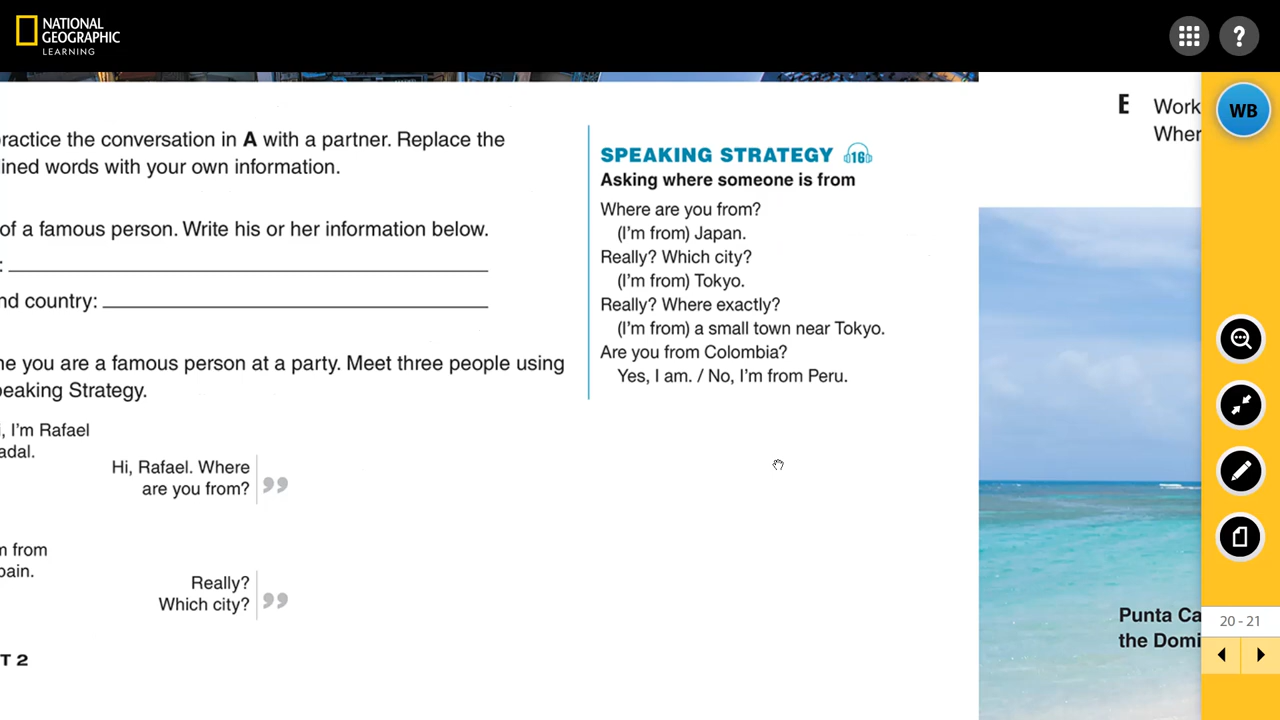 NATIONAL
GEOGRAPHIC
LEARNING
?
WB
practice the conversation in A with a partner. Replace the
ined words with your own information.
of a famous person. Write his or her information below.
:
nd country:
ne you are a famous person at a party. Meet three people using
peaking Strategy.
i, I'm Rafael
adal.
Hi, Rafael. Where
are you from?
m from
pain.
Really?
Which city?
T 2
SPEAKING STRATEGY 16
Asking where someone is from
Where are you from?
(I'm from) Japan.
Really? Which city?
(I'm from) Tokyo.
Really? Where exactly?
(I'm from) a small town near Tokyo.
Are you from Colombia?
Yes, I am. / No, I'm from Peru.
E Work
Wher
Punta Ca
the Domi
20 - 21